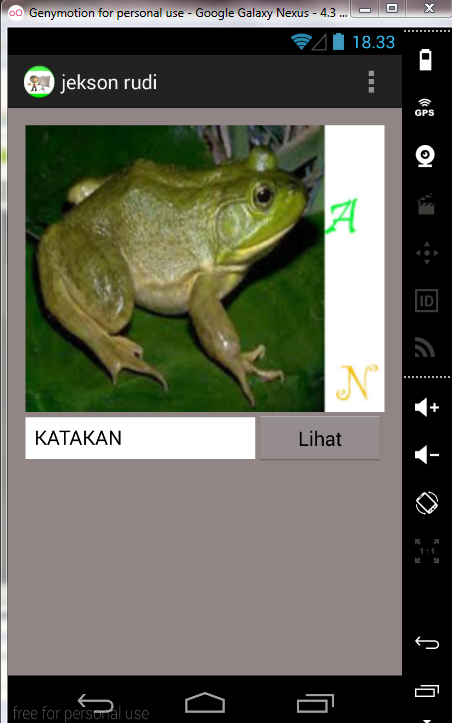 Genymotion for personal use - Google Galaxy Nexus - 4.3 ...
18.33
jekson rudi
GPS
A
ID
N
1:1
KATAKAN
Lihat
free for personal use